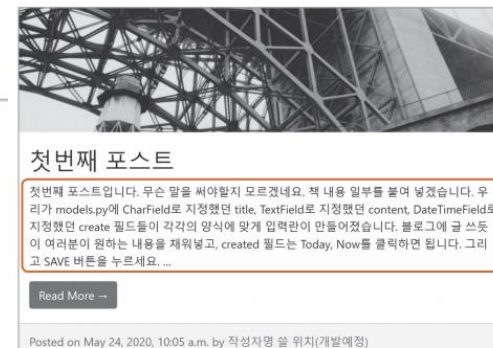 첫번째 포스트
첫번째 포스트입니다. 무슨 말을 써야할지 모르겠네요. 책 내용 일부를 붙여 넣겠습니다. 우
리가 models.py에 CharField로 지정했던 title, TextField로 지정했던 content, DateTimeField로
지정했던 create 필드들이 각각의 양식에 맞게 입력란이 만들어졌습니다. 블로그에 글 쓰듯
이 여러분이 원하는 내용을 채워넣고, created 필드는 Today, Now를 클릭하면 됩니다. 그리
고 SAVE 버튼을 누르세요. ...
Read More →
Posted on May 24, 2020, 10:05 a.m. by 작성자명 쓸 위치(개발예정)